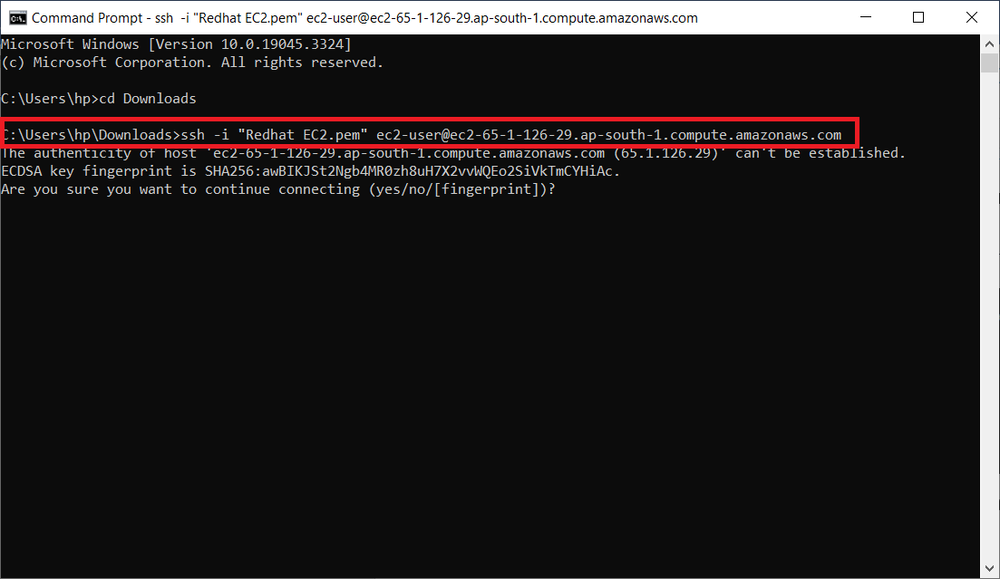 Command Prompt - ssh -i "Redhat EC2.pem" ec2-user@ec2-65-1-126-29.ap-south-1.compute.amazonaws.com
Microsoft Windows [Version 10.0.19045.3324]
(c) Microsoft Corporation. All rights reserved.
C:\Users\hp>cd Downloads
C:\Users\hp\Downloads>ssh -i "Redhat EC2.pem" ec2-user@ec2-65-1-126-29.ap-south-1.compute.amazonaws.com
The authenticity of host 'ec2-65-1-126-29.ap-south-1.compute.amazonaws.com (65.1.126.29)' can't be established.
ECDSA key fingerprint is SHA256:awBIKJSt2Ngb4MR0zh8uH7X2vvWQEo2SiVkTmCYHiAc.
Are you sure you want to continue connecting (yes/no/[fingerprint])?